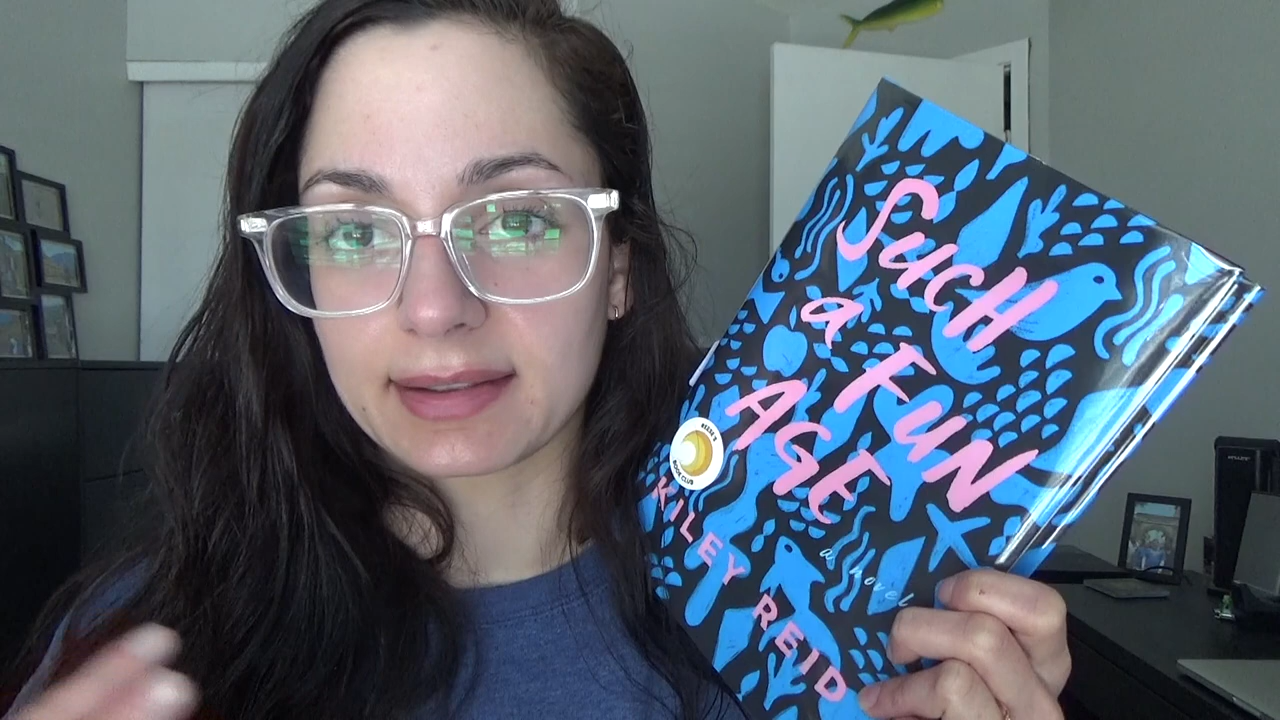 SUCH
a FUN
AGE
REESE'S
BOOK CLUB
a novel
KILEY REID